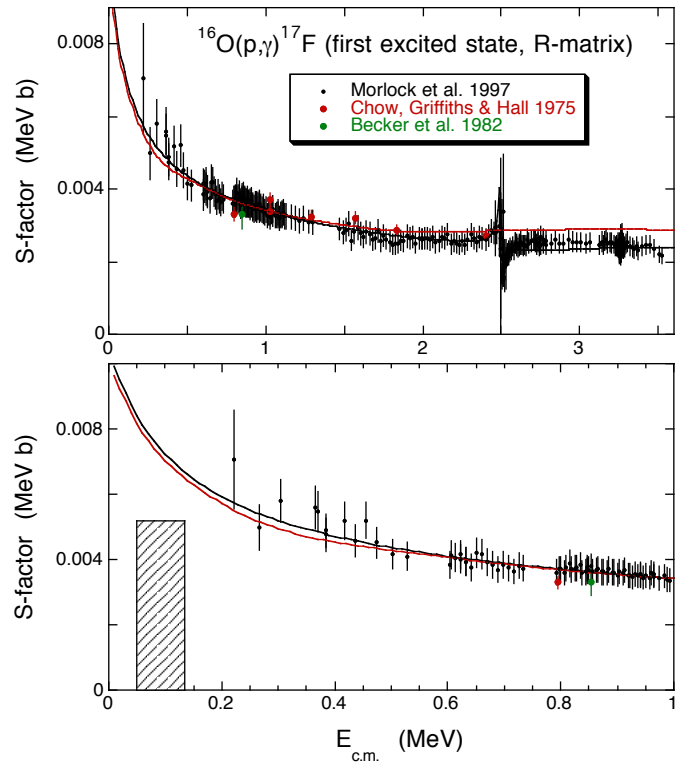 ¹⁶O(p,γ)¹⁷F (first excited state, R-matrix)
Morlock et al. 1997
Chow, Griffiths & Hall 1975
Becker et al. 1982
S-factor (MeV b)
0.008
0.004
0
0 1 2 3
S-factor (MeV b)
0.008
0.004
0
0 0.2 0.4 0.6 0.8 1
E c.m. (MeV)